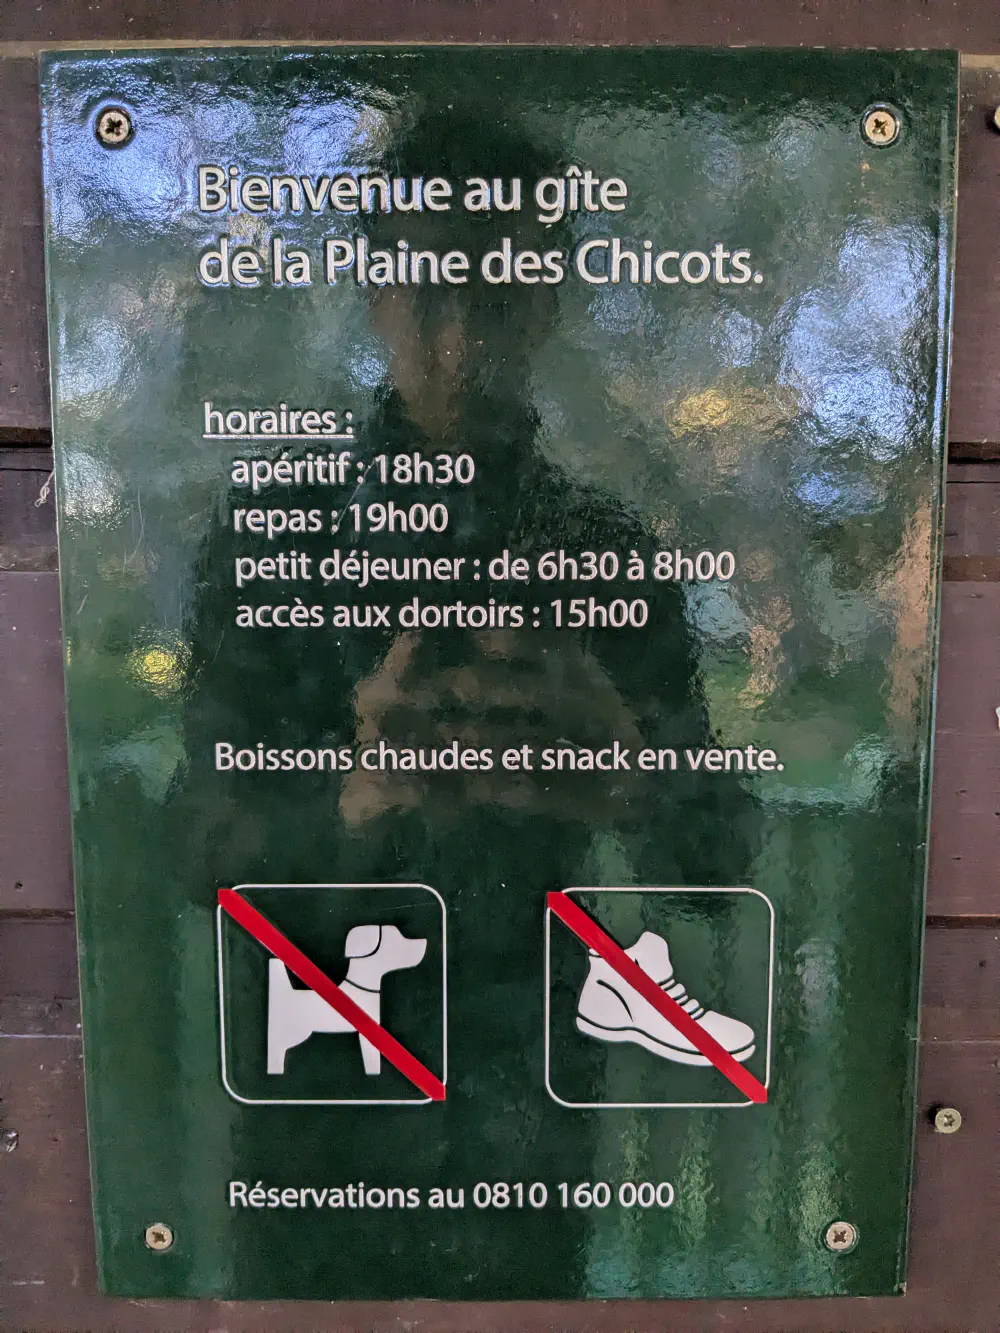 Bienvenue au gîte
de la Plaine des Chicots.
horaires :
apéritif : 18h30
repas : 19h00
petit déjeuner : de 6h30 à 8h00
accès aux dortoirs : 15h00
Boissons chaudes et snack en vente.
Réservations au 0810 160 000